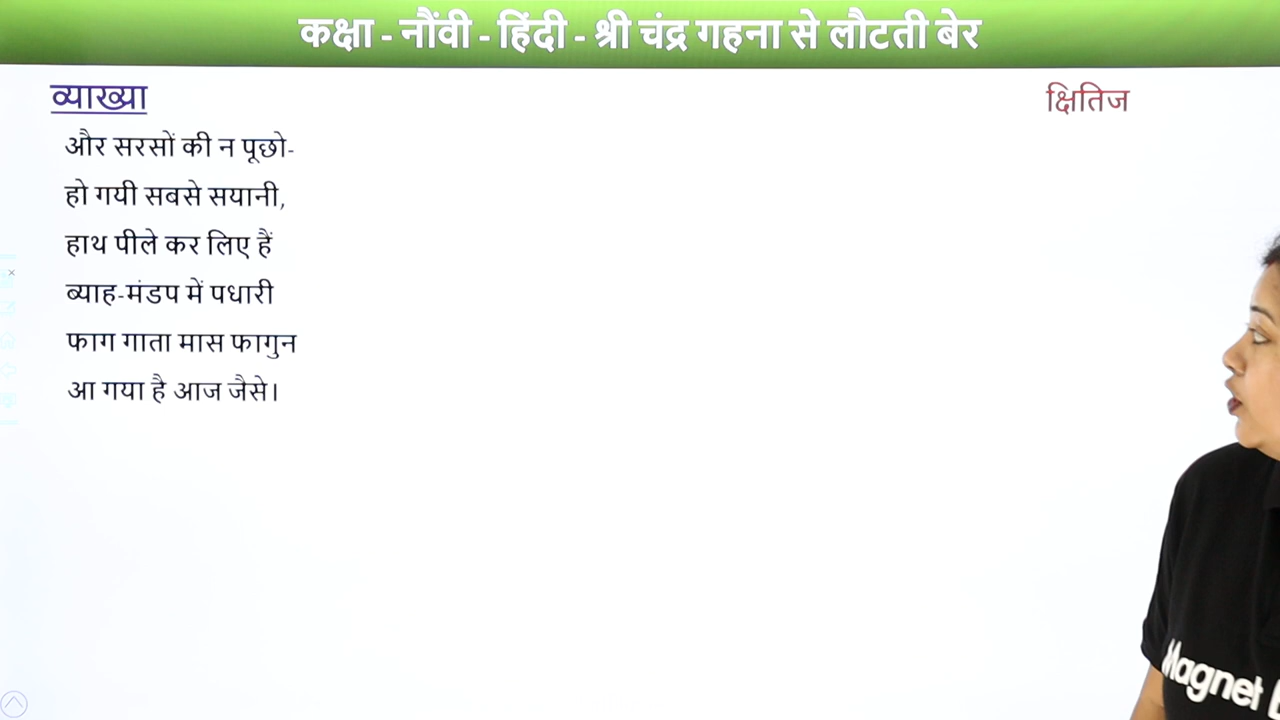 कक्षा - नौंवी - हिंदी - श्री चंद्र गहना से लौटती बेर
व्याख्या
क्षितिज
और सरसों की न पूछो-
हो गयी सबसे सयानी,
हाथ पीले कर लिए हैं
ब्याह-मंडप में पधारी
फाग गाता मास फागुन
आ गया है आज जैसे।
Magnet